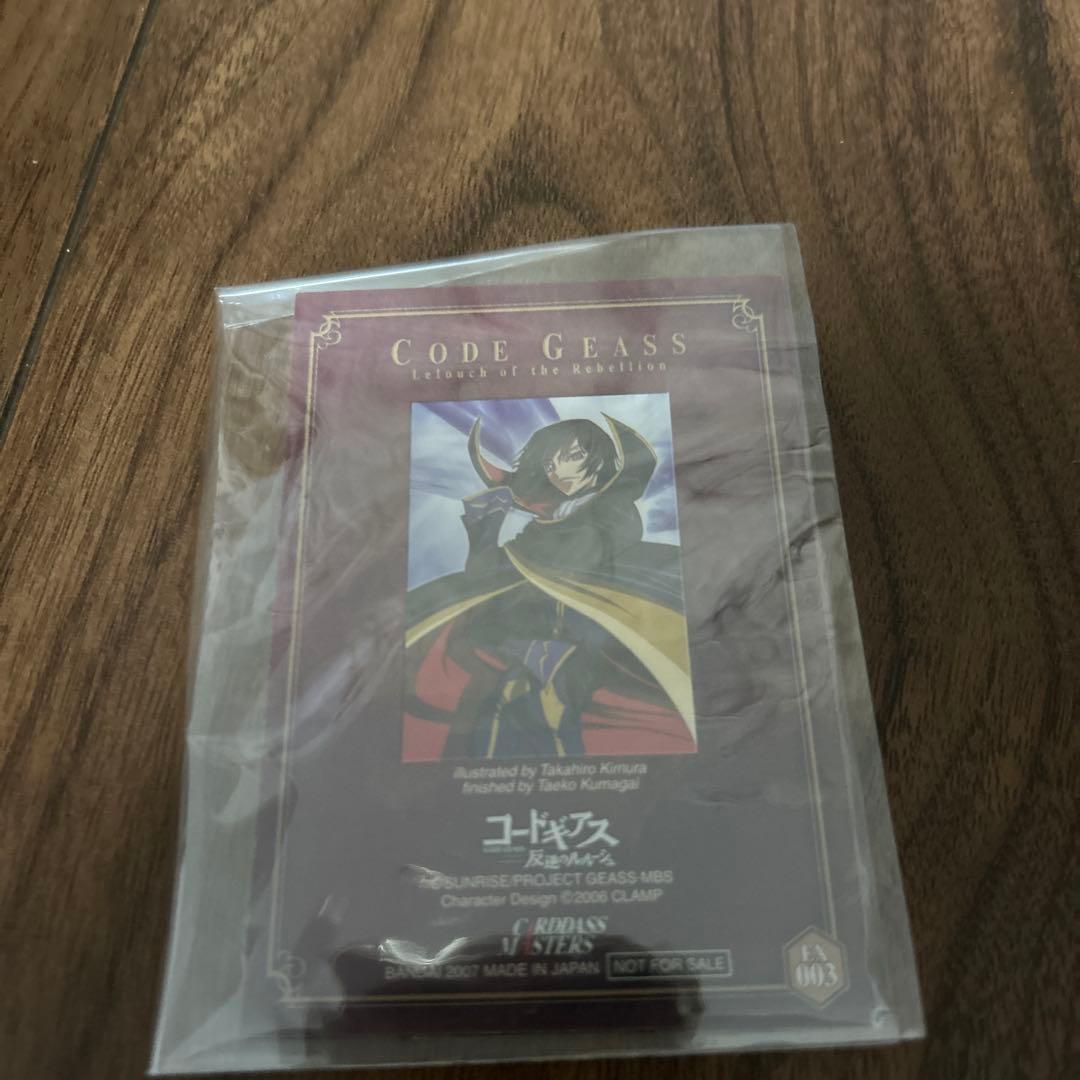 CODE GEASS
Lelouch of the Rebellion
illustrated by Takahiro Kimura
finished by Taeko Kumagai
コードギアス
反逆のルルーシュ
©SUNRISE/PROJECT GEASS・MBS
Character Design ©2006 CLAMP
CARDDASS
MASTERS
BANDAI 2007 MADE IN JAPAN NOT FOR SALE
EX
003